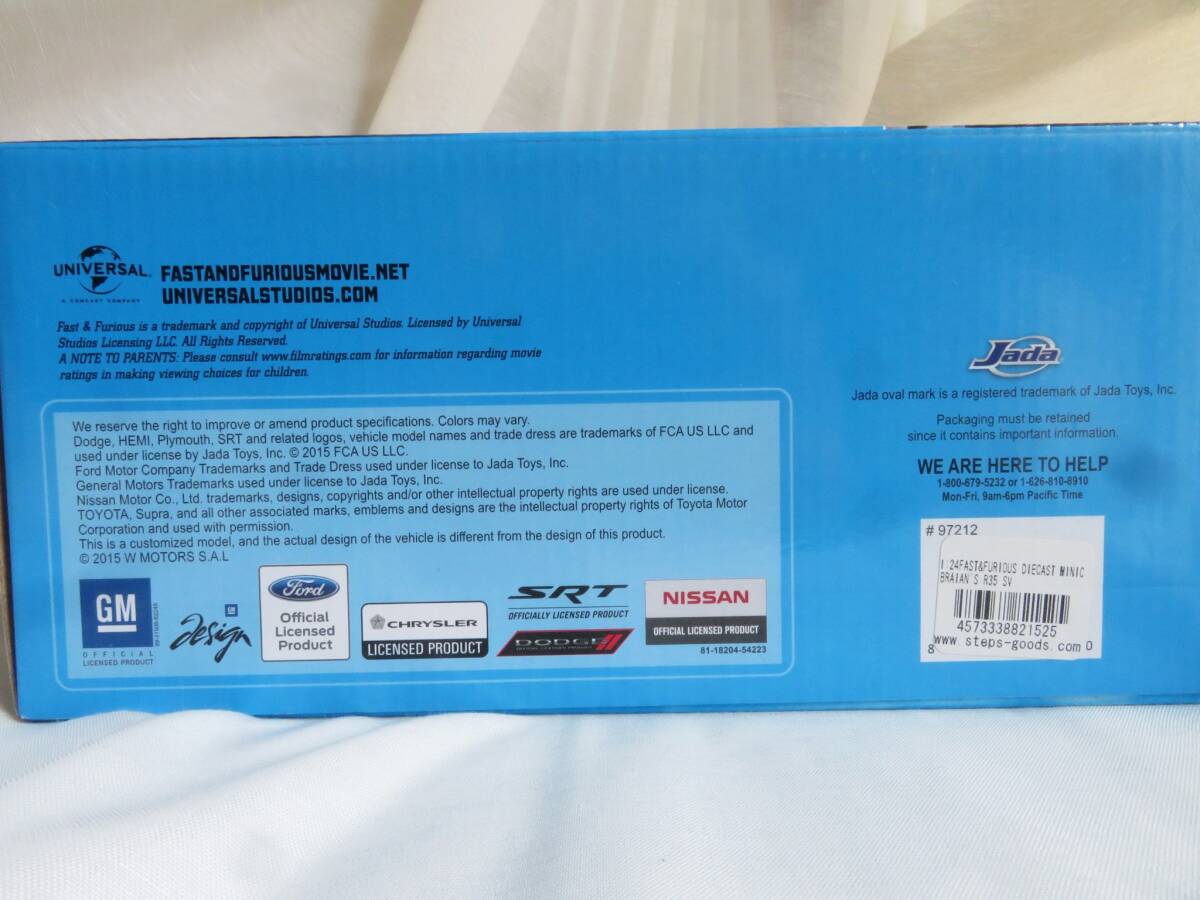 UNIVERSAL
A COMCAST COMPANY
FASTANDFURIOUSMOVIE.NET
UNIVERSALSTUDIOS.COM
Fast & Furious is a trademark and copyright of Universal Studios. Licensed by Universal
Studios Licensing LLC. All Rights Reserved.
A NOTE TO PARENTS: Please consult www.filmratings.com for information regarding movie
ratings in making viewing choices for children.
We reserve the right to improve or amend product specifications. Colors may vary.
Dodge, HEMI, Plymouth, SRT and related logos, vehicle model names and trade dress are trademarks of FCA US LLC and
used under license by Jada Toys, Inc. © 2015 FCA US LLC.
Ford Motor Company Trademarks and Trade Dress used under license to Jada Toys, Inc.
General Motors Trademarks used under license to Jada Toys, Inc.
Nissan Motor Co., Ltd. trademarks, designs, copyrights and/or other intellectual property rights are used under license.
TOYOTA, Supra, and all other associated marks, emblems and designs are the intellectual property rights of Toyota Motor
Corporation and used with permission.
This is a customized model, and the actual design of the vehicle is different from the design of this product.
© 2015 W MOTORS S.A.L
GM
OFFICIAL
LICENSED PRODUCT
GM
Design
Ford
Official
Licensed
Product
CHRYSLER
LICENSED PRODUCT
SRT
OFFICIALLY LICENSED PRODUCT
DODGE
NISSAN
OFFICIAL LICENSED PRODUCT
81-18204-54223
Jada
Jada oval mark is a registered trademark of Jada Toys, Inc.
Packaging must be retained
since it contains important information.
WE ARE HERE TO HELP
1-800-679-5232 or 1-626-810-8910
Mon-Fri, 9am-6pm Pacific Time
# 97212
1:24FAST&FURIOUS DIECAST MINIC
BRAIAN'S R35 SV
4573338821525
8 www.steps-goods.com 0